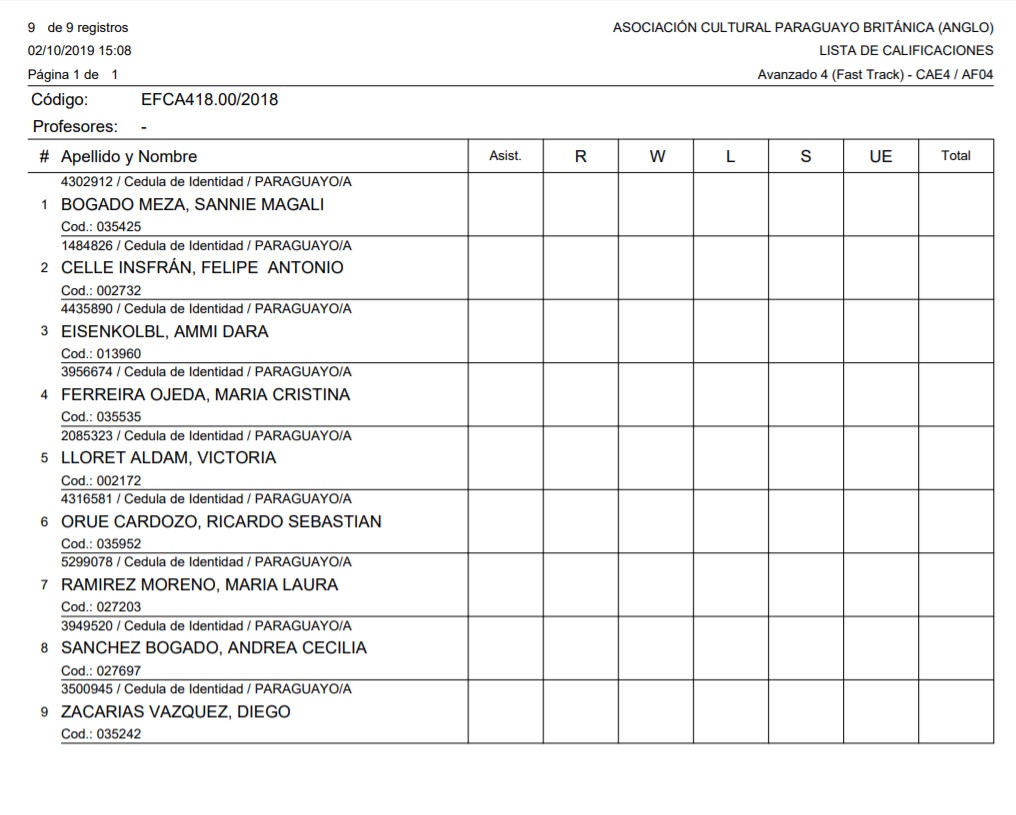 9 de 9 registros
ASOCIACIÓN CULTURAL PARAGUAYO BRITÁNICA (ANGLO)
02/10/2019 15:08
LISTA DE CALIFICACIONES
Página 1 de 1
Avanzado 4 (Fast Track) - CAE4 / AF04
Código: EFCA418.00/2018
Profesores: -
# Apellido y Nombre Asist. R W L S UE Total
4302912 / Cedula de Identidad / PARAGUAYO/A
1 BOGADO MEZA, SANNIE MAGALI
Cod.: 035425
1484826 / Cedula de Identidad / PARAGUAYO/A
2 CELLE INSFRÁN, FELIPE ANTONIO
Cod.: 002732
4435890 / Cedula de Identidad / PARAGUAYO/A
3 EISENKOLBL, AMMI DARA
Cod.: 013960
3956674 / Cedula de Identidad / PARAGUAYO/A
4 FERREIRA OJEDA, MARIA CRISTINA
Cod.: 035535
2085323 / Cedula de Identidad / PARAGUAYO/A
5 LLORET ALDAM, VICTORIA
Cod.: 002172
4316581 / Cedula de Identidad / PARAGUAYO/A
6 ORUE CARDOZO, RICARDO SEBASTIAN
Cod.: 035952
5299078 / Cedula de Identidad / PARAGUAYO/A
7 RAMIREZ MORENO, MARIA LAURA
Cod.: 027203
3949520 / Cedula de Identidad / PARAGUAYO/A
8 SANCHEZ BOGADO, ANDREA CECILIA
Cod.: 027697
3500945 / Cedula de Identidad / PARAGUAYO/A
9 ZACARIAS VAZQUEZ, DIEGO
Cod.: 035242